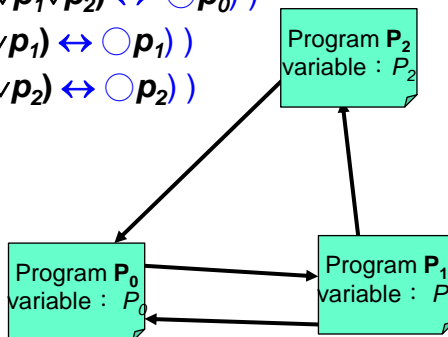 ∨p₁∨p₂) ↔ ○p₀) )
∨p₁) ↔ ○p₁) )
∨p₂) ↔ ○p₂) )
Program P₂
variable : P₂
Program P₀
variable : P₀
Program P₁
variable : P